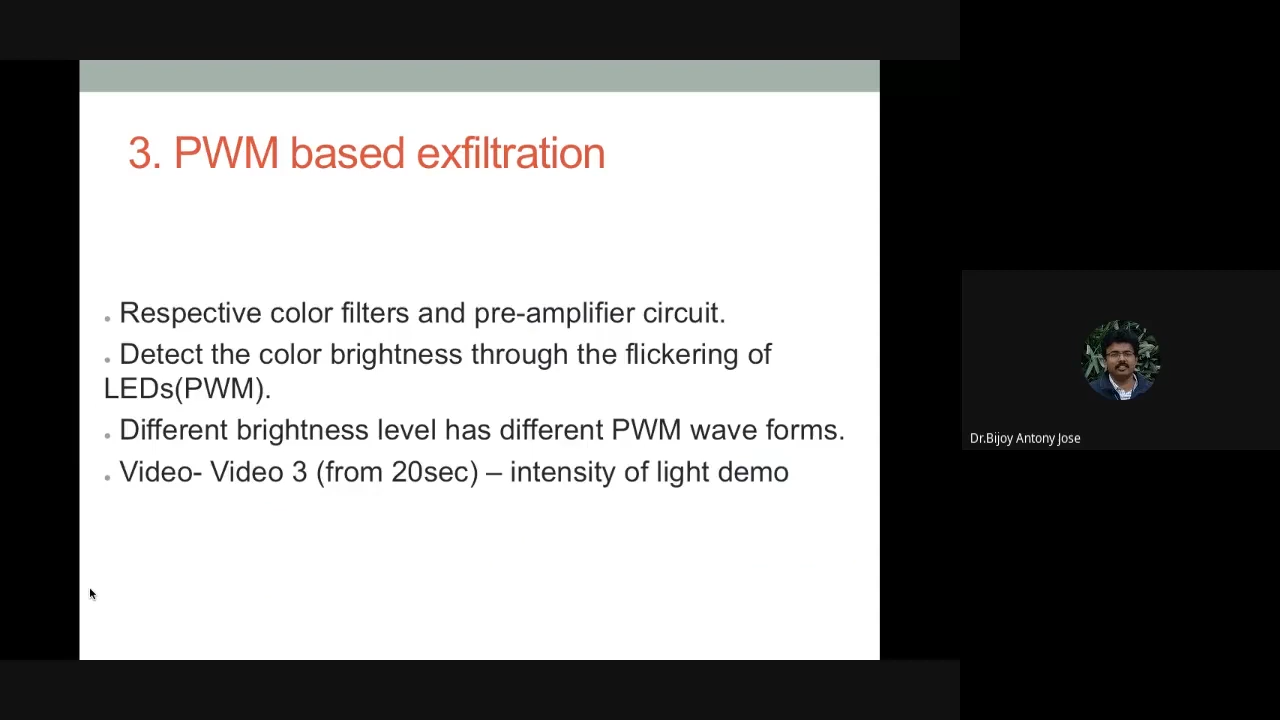 3. PWM based exfiltration
. Respective color filters and pre-amplifier circuit.
. Detect the color brightness through the flickering of
LEDs(PWM).
. Different brightness level has different PWM wave forms.
. Video- Video 3 (from 20sec) – intensity of light demo
Dr.Bijoy Antony Jose